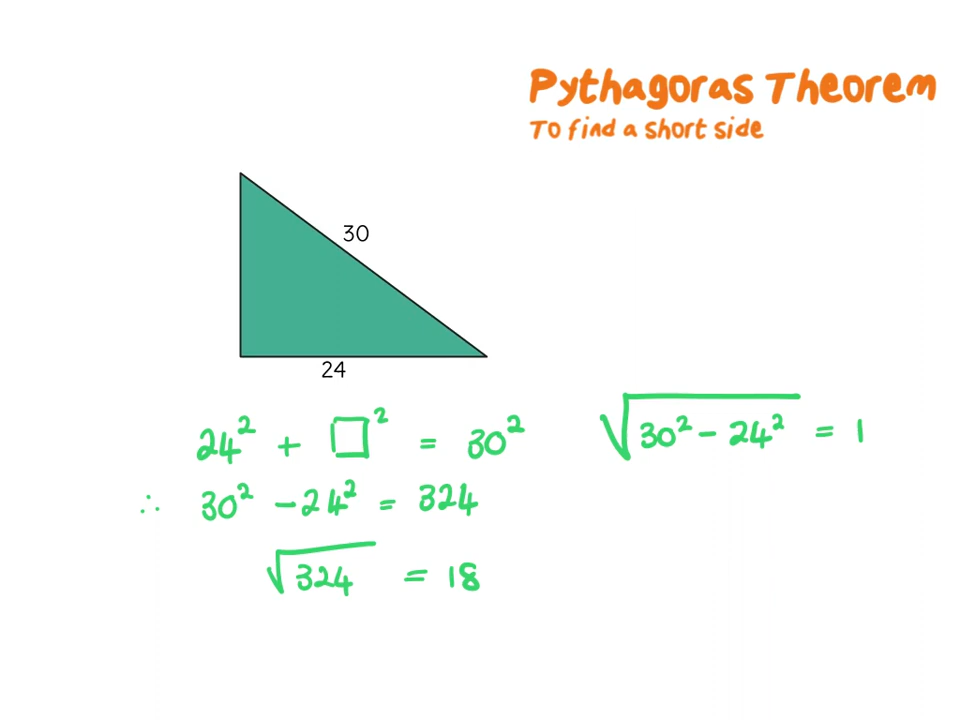 Pythagoras Theorem
To find a short side
30
24
24² + □² = 30²
√30² - 24² = 1
∴ 30² - 24² = 324
√324 = 18